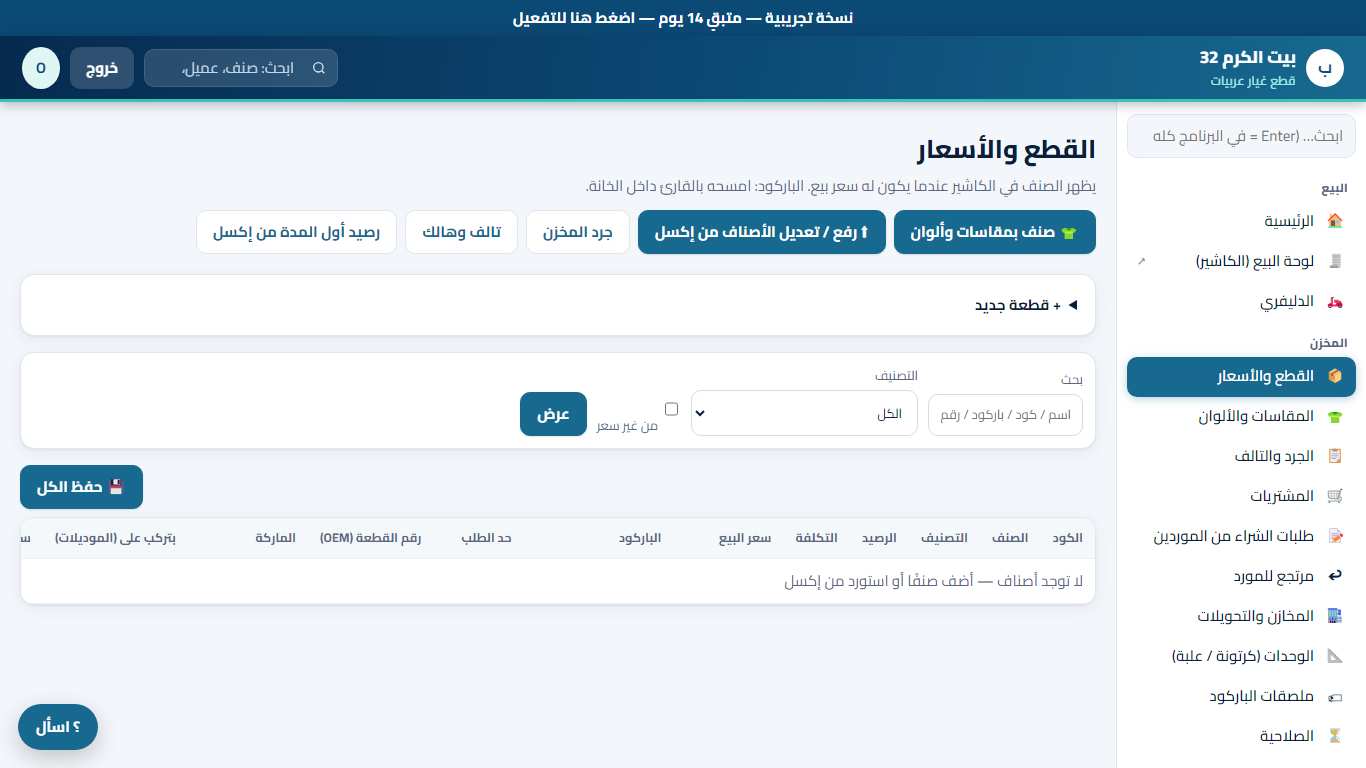 نسخة تجريبية — متبقٍ 14 يوم — اضغط هنا للتفعيل
ب
بيت الكرم 32
قطع غيار عربيات
ابحث: صنف، عميل،
خروج
O
ابحث... (Enter = في البرنامج كله
البيع
الرئيسية
لوحة البيع (الكاشير)
الدليفري
المخزن
القطع والأسعار
المقاسات والألوان
الجرد والتالف
المشتريات
طلبات الشراء من الموردين
مرتجع للمورد
المخازن والتحويلات
الوحدات (كرتونة / علبة)
ملصقات الباركود
الصلاحية
القطع والأسعار
يظهر الصنف في الكاشير عندما يكون له سعر بيع. الباركود: امسحه بالقارئ داخل الخانة.
صنف بمقاسات وألوان
⬆ رفع / تعديل الأصناف من إكسل
جرد المخزن
تالف وهالك
رصيد أول المدة من إكسل
+ قطعة جديد
بحث
اسم / كود / باركود / رقم
التصنيف
الكل
من غير سعر
عرض
حفظ الكل
الكود الصنف التصنيف الرصيد التكلفة سعر البيع الباركود حد الطلب رقم القطعة (OEM) الماركة بتركب على (الموديلات)
لا توجد أصناف — أضف صنفًا أو استورد من إكسل
؟ اسأل